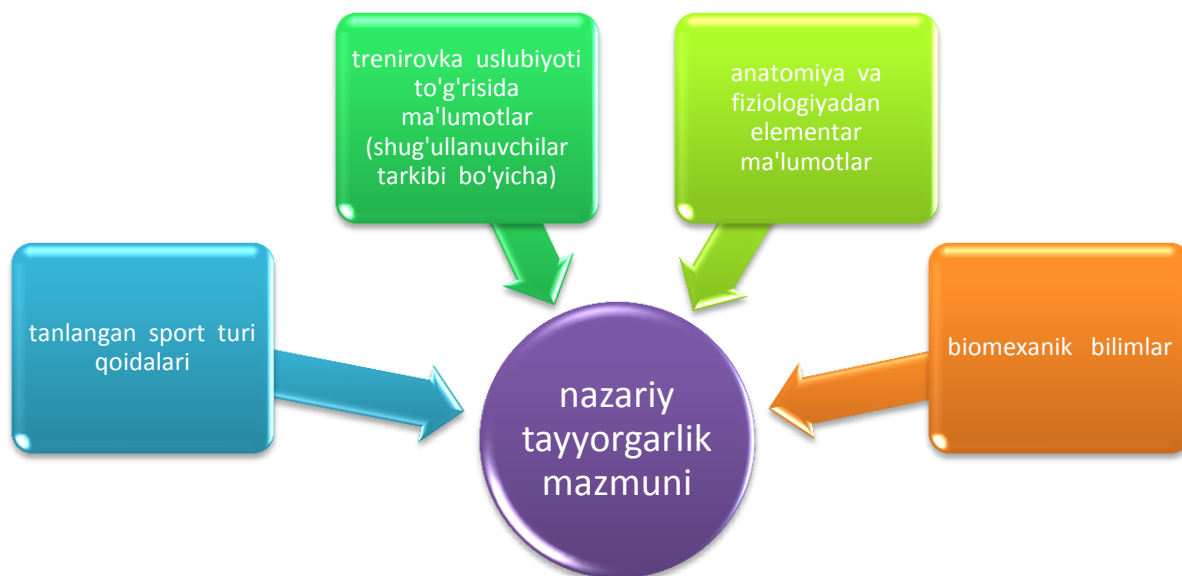 trenirovka uslubiyoti
to'g'risida
ma'lumotlar
(shug'ullanuvchilar
tarkibi bo'yicha)
anatomiya va
fiziologiyadan
elementar
ma'lumotlar
tanlangan sport turi
qoidalari
biomexanik bilimlar
nazariy
tayyorgarlik
mazmuni